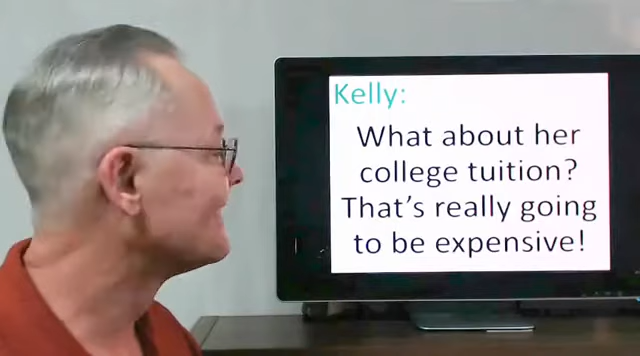 Kelly:
What about her
college tuition?
That's really going
to be expensive!